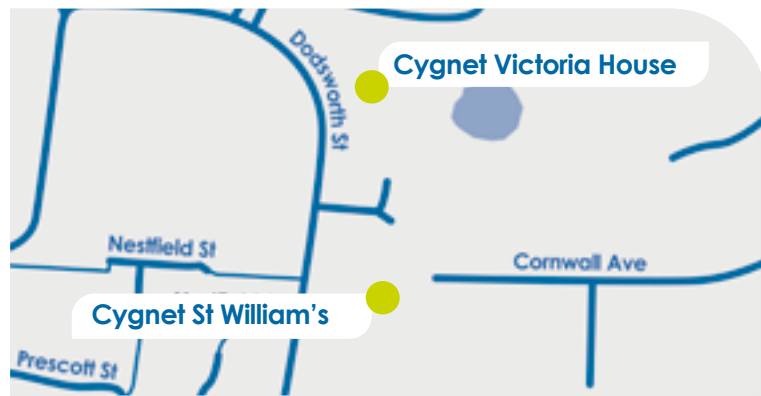 Dodsworth St
Cygnet Victoria House
Nestfield St
Cornwall Ave
Cygnet St William's
Prescott St